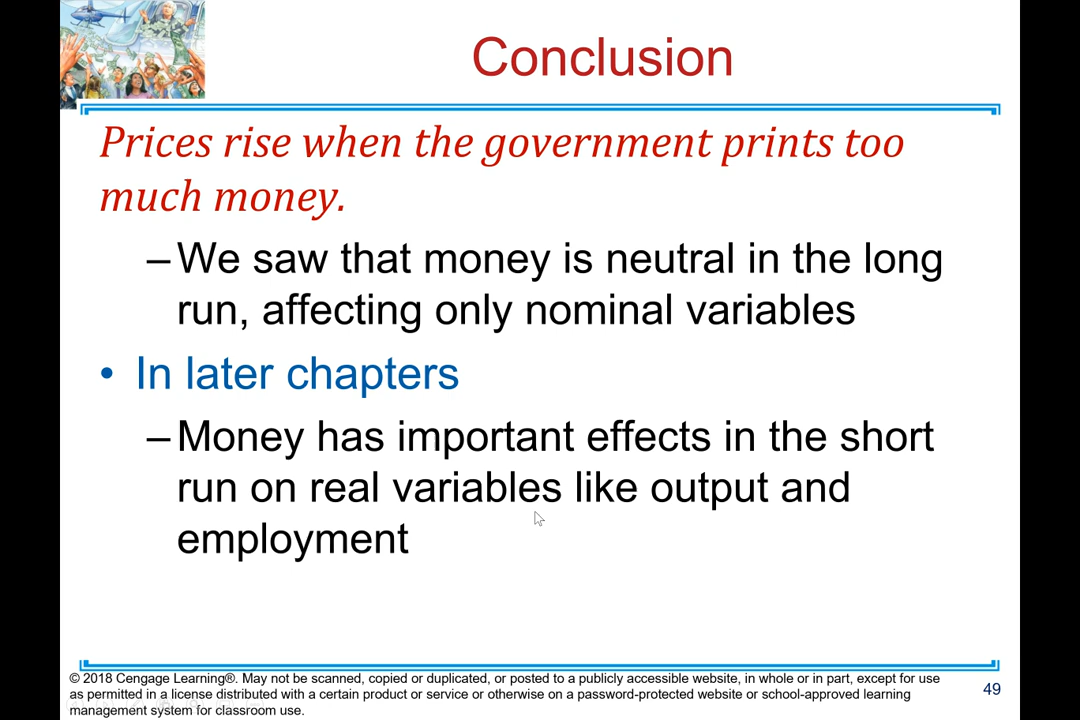 Conclusion
Prices rise when the government prints too
much money.
– We saw that money is neutral in the long
run, affecting only nominal variables
• In later chapters
– Money has important effects in the short
run on real variables like output and
employment
© 2018 Cengage Learning®. May not be scanned, copied or duplicated, or posted to a publicly accessible website, in whole or in part, except for use
as permitted in a license distributed with a certain product or service or otherwise on a password-protected website or school-approved learning
management system for classroom use.
49